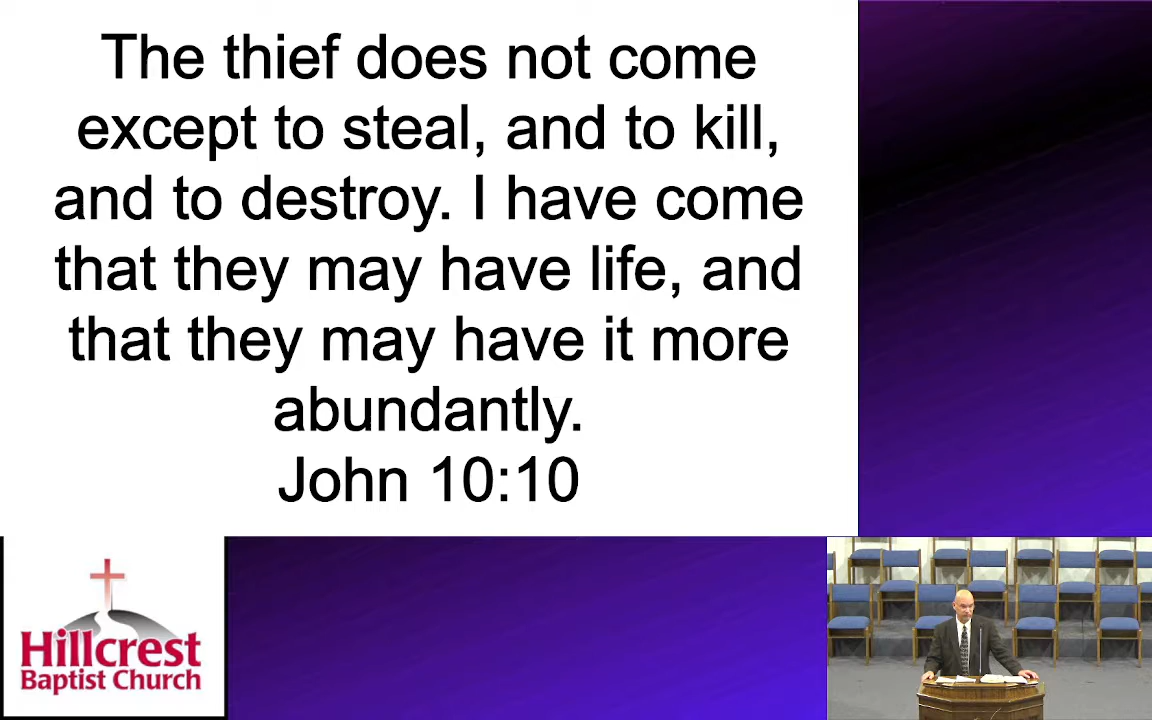 The thief does not come
except to steal, and to kill,
and to destroy. I have come
that they may have life, and
that they may have it more
abundantly.
John 10:10
Hillcrest
Baptist Church